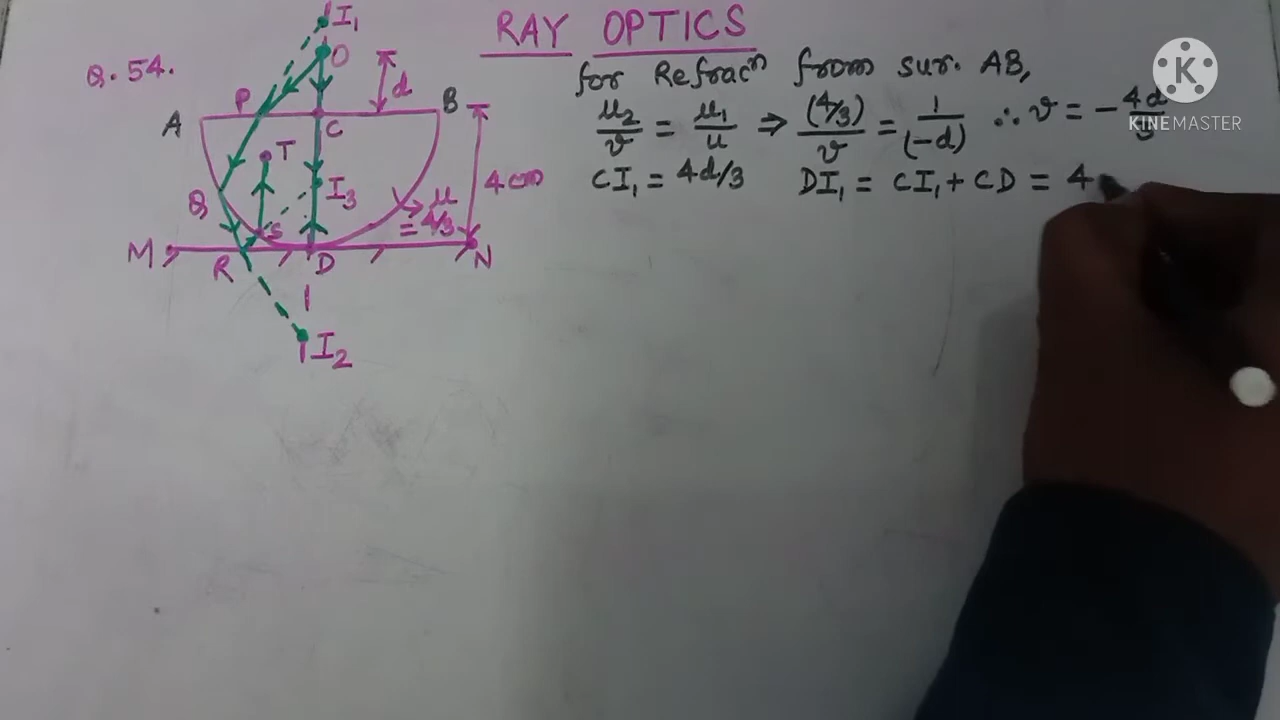 RAY OPTICS
Q.54.
for Refracⁿ from sur. AB,
μ₂/v = μ₁/u ⇒ (4/3)/v = 1/(-d) ∴ v = - 4d
CI₁ = 4d/3 DI₁ = CI₁ + CD = 4
I₁
O
d
P
A
B
C
T
I₃
4cm
Q
μ
= 4/3
S
M
R
D
N
I₂
K
KINEMASTER